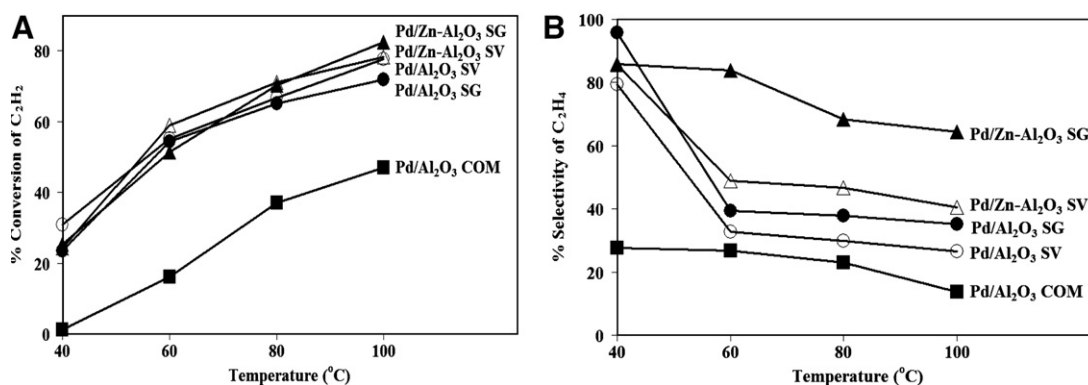 A
% Conversion of C₂H₂
80
60
40
20
0
40 60 80 100
Temperature (°C)
Pd/Zn-Al₂O₃ SG
Pd/Zn-Al₂O₃ SV
Pd/Al₂O₃ SV
Pd/Al₂O₃ SG
Pd/Al₂O₃ COM
B
% Selectivity of C₂H₄
100
80
60
40
20
0
40 60 80 100
Temperature (°C)
Pd/Zn-Al₂O₃ SG
Pd/Zn-Al₂O₃ SV
Pd/Al₂O₃ SG
Pd/Al₂O₃ SV
Pd/Al₂O₃ COM